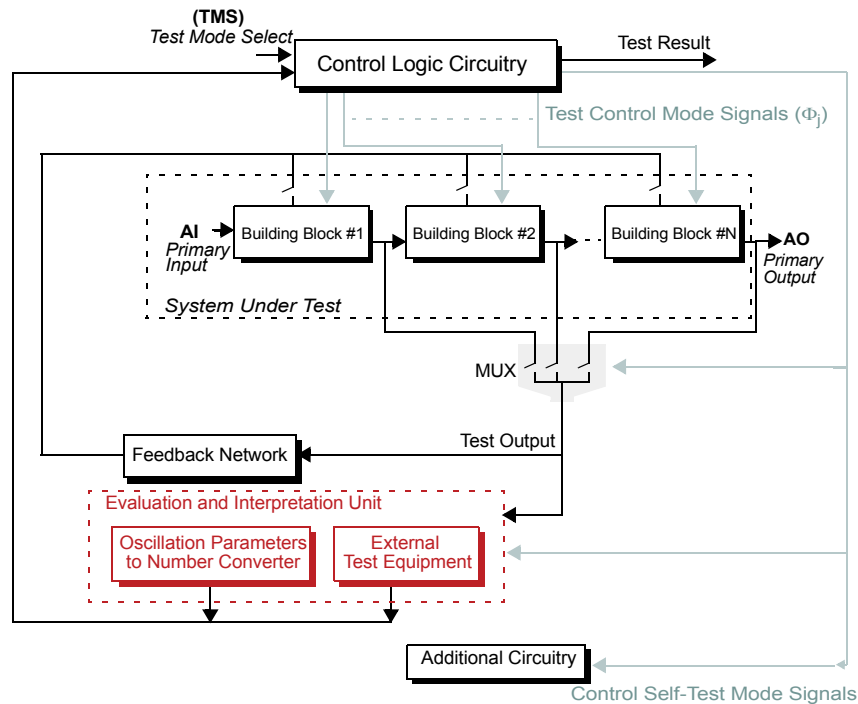 (TMS)
Test Mode Select
Control Logic Circuitry
Test Result
Test Control Mode Signals (Φj)
AI
Primary
Input
Building Block #1
Building Block #2
Building Block #N
AO
Primary
Output
System Under Test
MUX
Test Output
Feedback Network
Evaluation and Interpretation Unit
Oscillation Parameters
to Number Converter
External
Test Equipment
Additional Circuitry
Control Self-Test Mode Signals